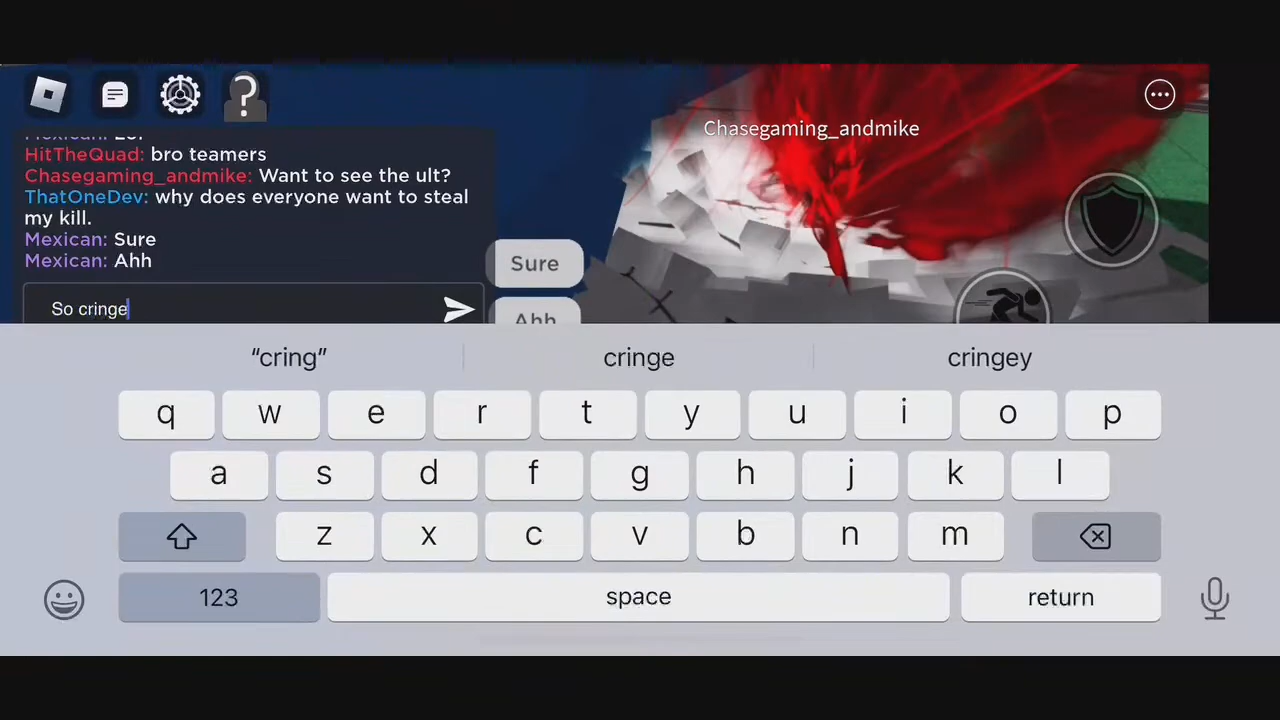 HitTheQuad: bro teamers
Chasegaming_andmike: Want to see the ult?
ThatOneDev: why does everyone want to steal
my kill.
Mexican: Sure
Mexican: Ahh
So cringe
Chasegaming_andmike
Sure
Ahh
“cring” cringe cringey
q w e r t y u i o p
a s d f g h j k l
z x c v b n m
123 space return